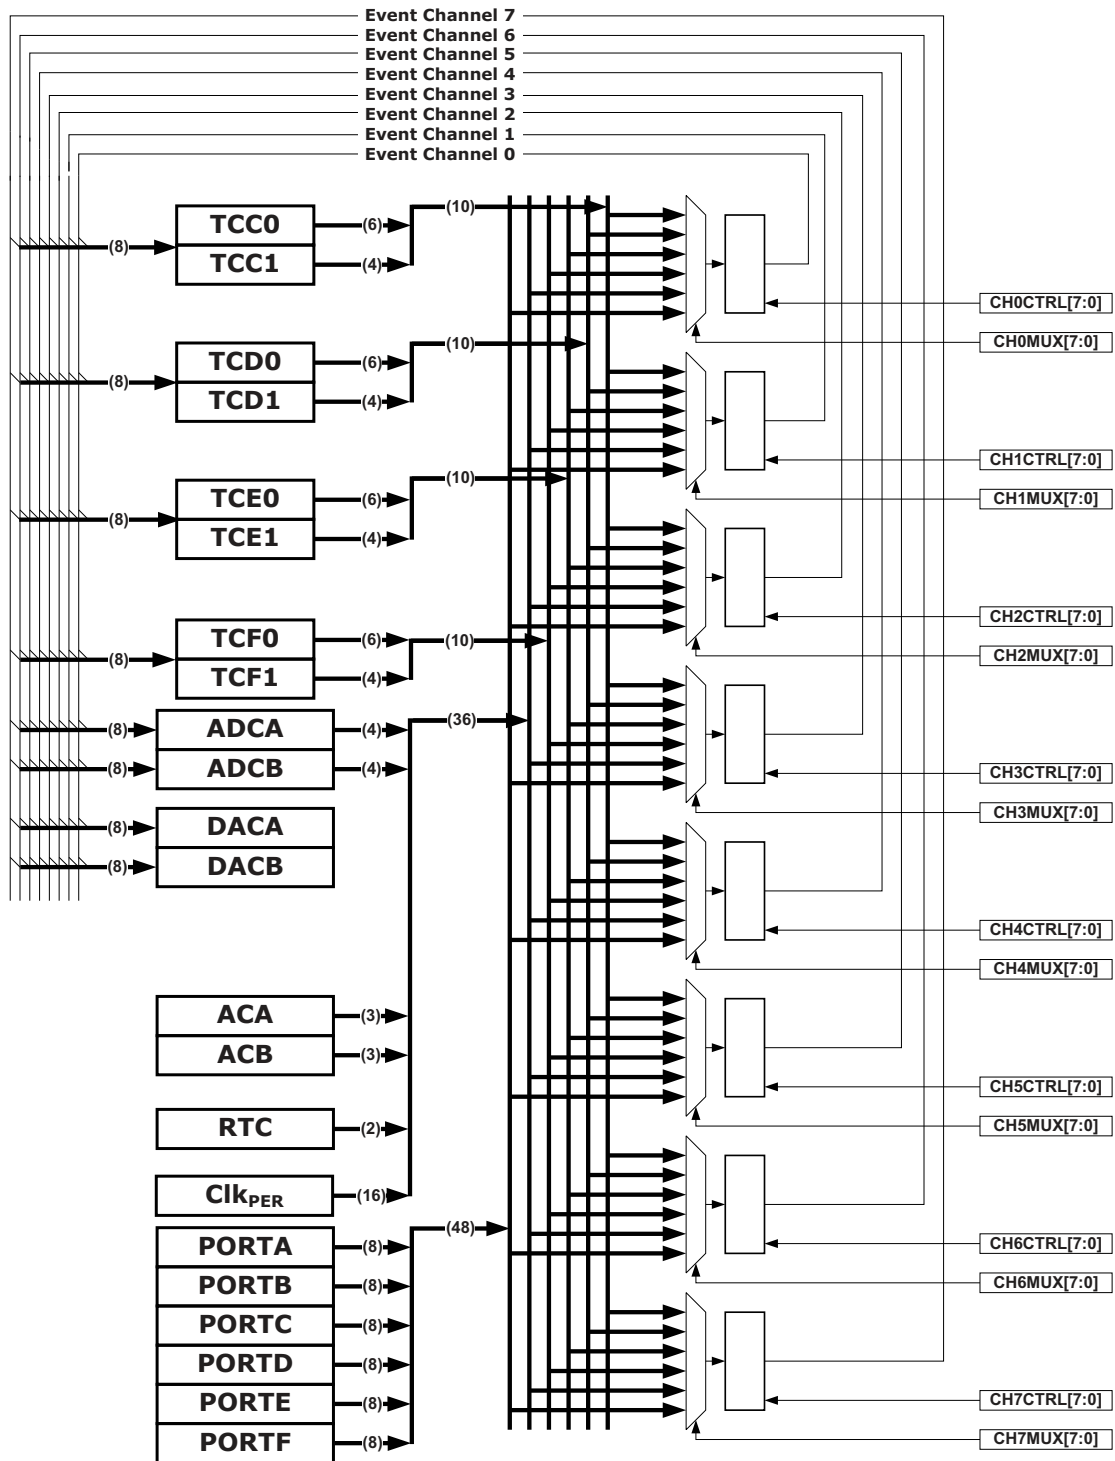 Event Channel 7
Event Channel 6
Event Channel 5
Event Channel 4
Event Channel 3
Event Channel 2
Event Channel 1
Event Channel 0
(10)
TCC0 (6)
(8)
TCC1 (4)
CH0CTRL[7:0]
CH0MUX[7:0]
(10)
TCD0 (6)
(8)
TCD1 (4)
CH1CTRL[7:0]
(10)
CH1MUX[7:0]
TCE0 (6)
(8)
TCE1 (4)
CH2CTRL[7:0]
(10)
TCF0 (6)
CH2MUX[7:0]
(8)
TCF1 (4)
(36)
(8) ADCA (4)
(8) ADCB (4)
CH3CTRL[7:0]
CH3MUX[7:0]
(8) DACA
(8) DACB
CH4CTRL[7:0]
CH4MUX[7:0]
ACA (3)
ACB (3)
CH5CTRL[7:0]
RTC (2)
CH5MUX[7:0]
ClkPER (16)
(48)
PORTA (8)
CH6CTRL[7:0]
PORTB (8)
CH6MUX[7:0]
PORTC (8)
PORTD (8)
PORTE (8)
CH7CTRL[7:0]
PORTF (8)
CH7MUX[7:0]